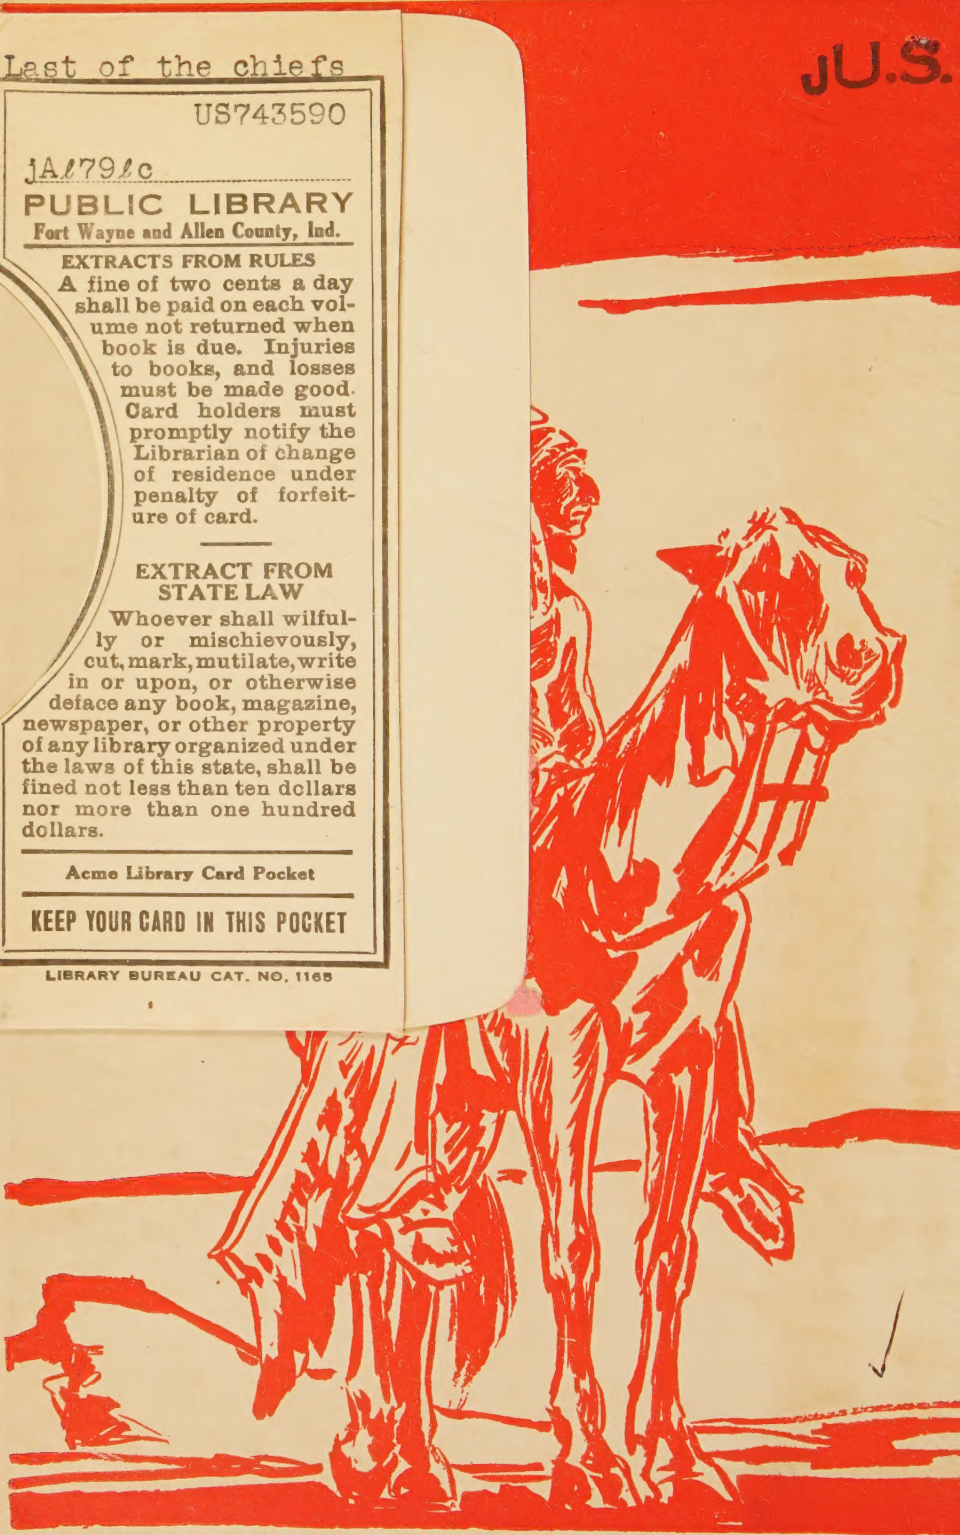 Last of the chiefs
jU.S.
US743590
jAl79lc
PUBLIC LIBRARY
Fort Wayne and Allen County, Ind.
EXTRACTS FROM RULES
A fine of two cents a day
shall be paid on each vol-
ume not returned when
book is due. Injuries
to books, and losses
must be made good.
Card holders must
promptly notify the
Librarian of change
of residence under
penalty of forfeit-
ure of card.
EXTRACT FROM
STATE LAW
Whoever shall wilful-
ly or mischievously,
cut, mark, mutilate, write
in or upon, or otherwise
deface any book, magazine,
newspaper, or other property
of any library organized under
the laws of this state, shall be
fined not less than ten dollars
nor more than one hundred
dollars.
Acme Library Card Pocket
KEEP YOUR CARD IN THIS POCKET
LIBRARY BUREAU CAT. NO. 1165